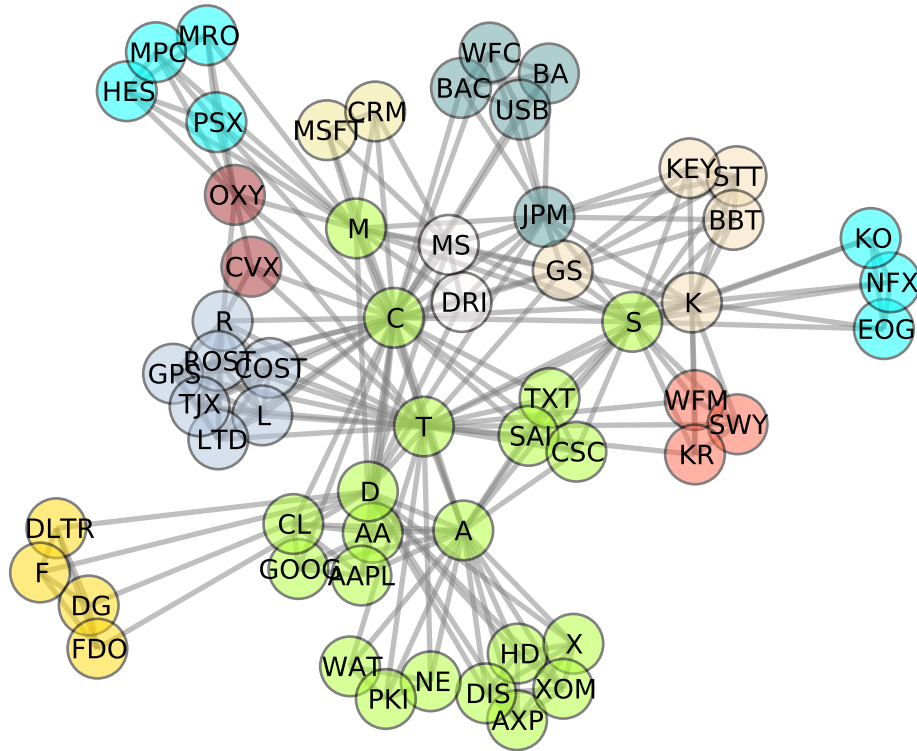 MRO
MPC
WFC
BA
HES
BAC
USB
CRM
PSX
MSFT
KEY
STT
OXY
JPM
BBT
M
MS
KO
CVX
GS
NFX
DRI
K
R
C
S
EOG
ROST
COST
GPS
TJX
L
TXT
WFM
LTD
T
SAI
SWY
CSC
KR
D
CL
AA
A
DLTR
GOOG
AAPL
F
DG
FDO
HD
X
WAT
NE
DIS
XOM
PKI
AXP